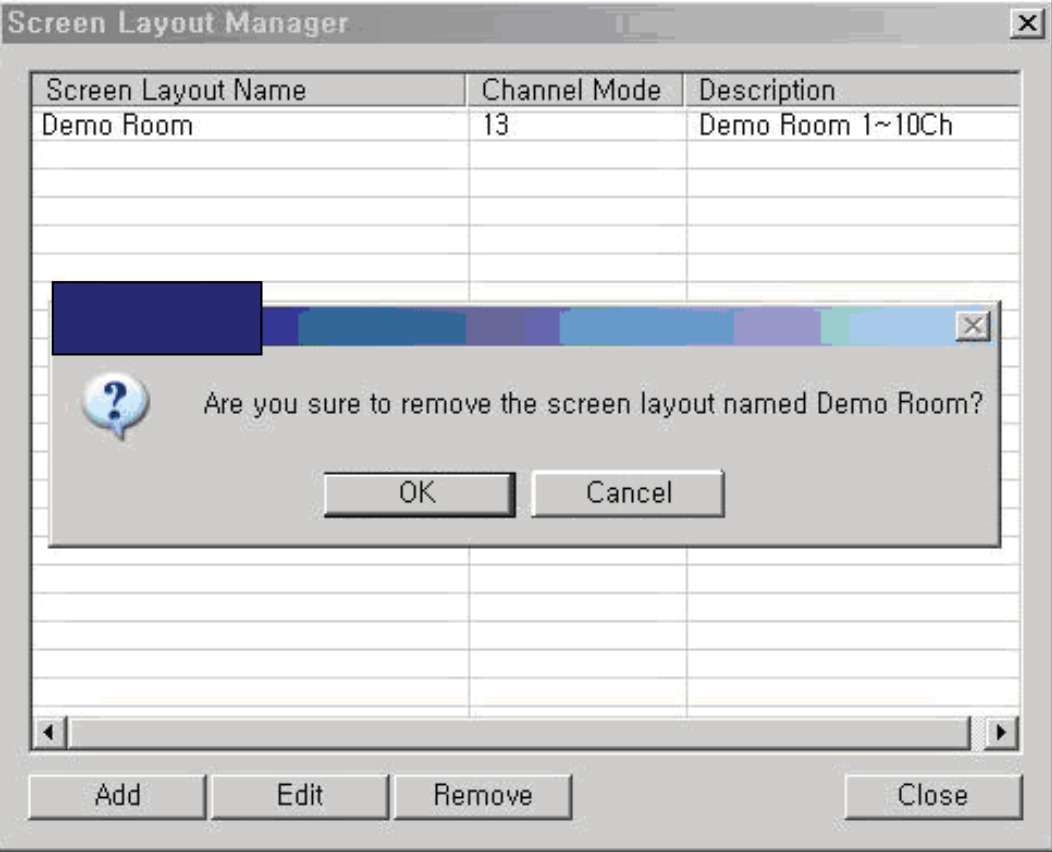 Screen Layout Manager
Screen Layout Name Channel Mode Description
Demo Room 13 Demo Room 1~10Ch
Are you sure to remove the screen layout named Demo Room?
OK Cancel
Add Edit Remove Close